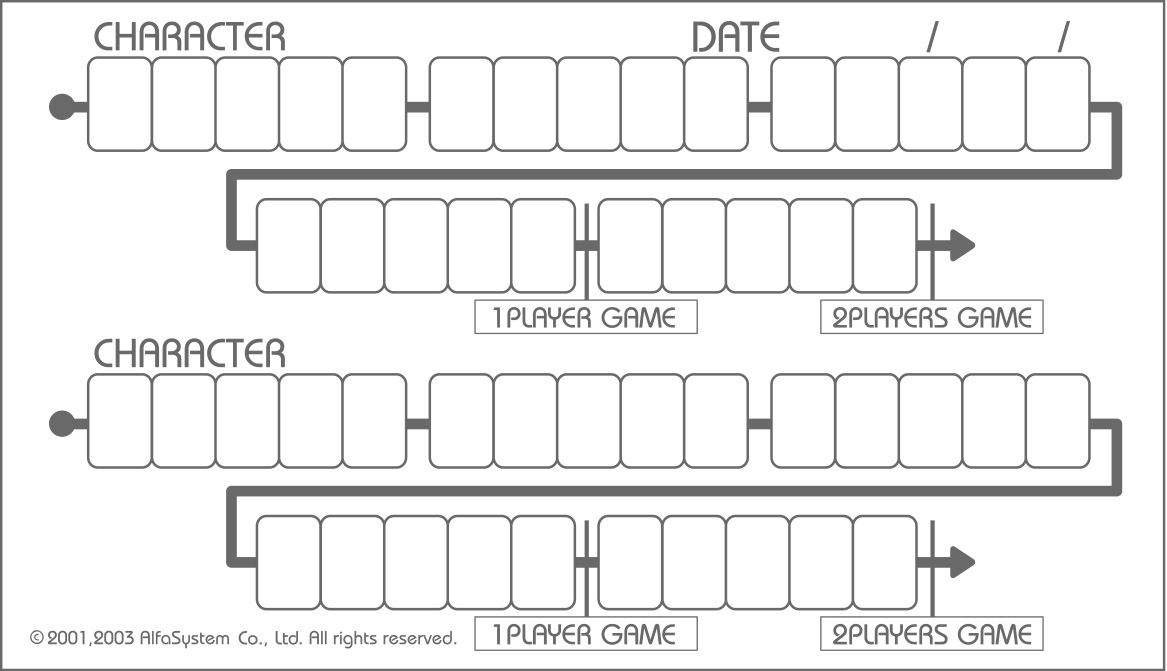 CHARACTER DATE / /
1PLAYER GAME 2PLAYERS GAME
CHARACTER
1PLAYER GAME 2PLAYERS GAME
©2001,2003 AlfaSystem Co., Ltd. All rights reserved.